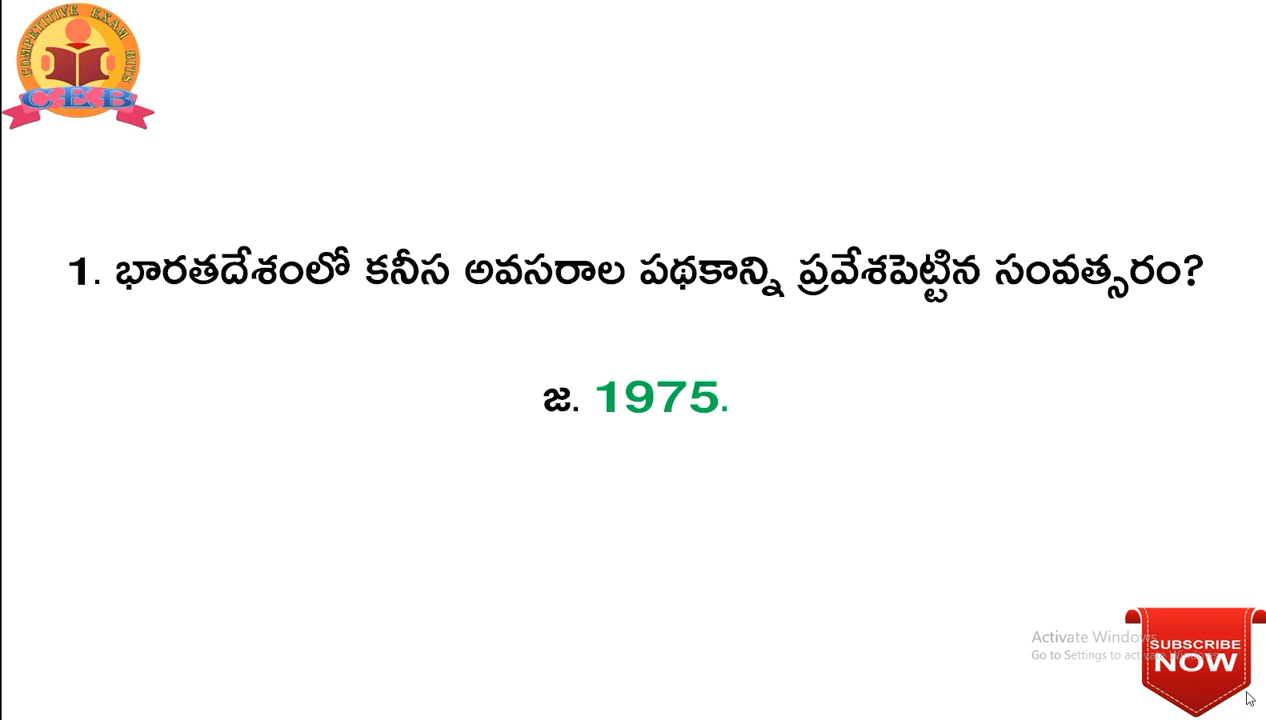 COMPETITIVE EXAM BITS
CEB
1. భారతదేశంలో కనీస అవసరాల పథకాన్ని ప్రవేశపెట్టిన సంవత్సరం?
జ. 1975.
Activate Windows
Go to Settings to activate Windows.
SUBSCRIBE
NOW